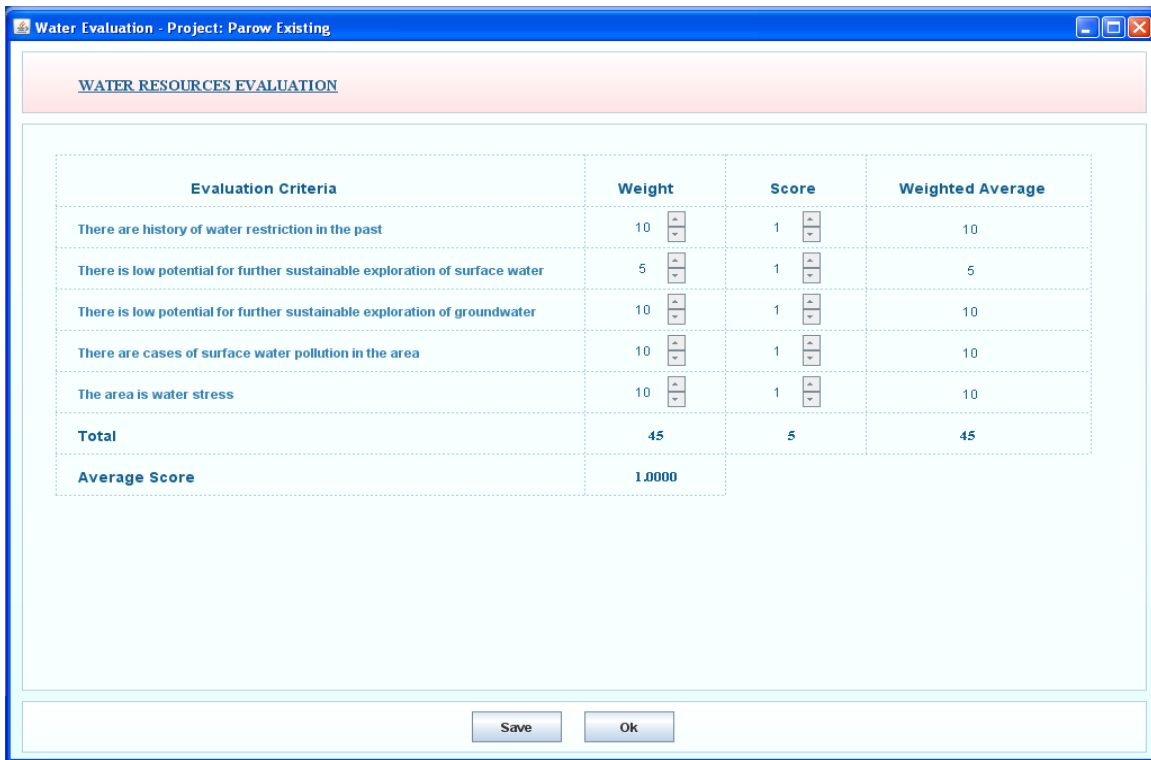 Water Evaluation - Project: Parow Existing
WATER RESOURCES EVALUATION
Evaluation Criteria Weight Score Weighted Average
There are history of water restriction in the past 10 1 10
There is low potential for further sustainable exploration of surface water 5 1 5
There is low potential for further sustainable exploration of groundwater 10 1 10
There are cases of surface water pollution in the area 10 1 10
The area is water stress 10 1 10
Total 45 5 45
Average Score 1.0000
Save Ok